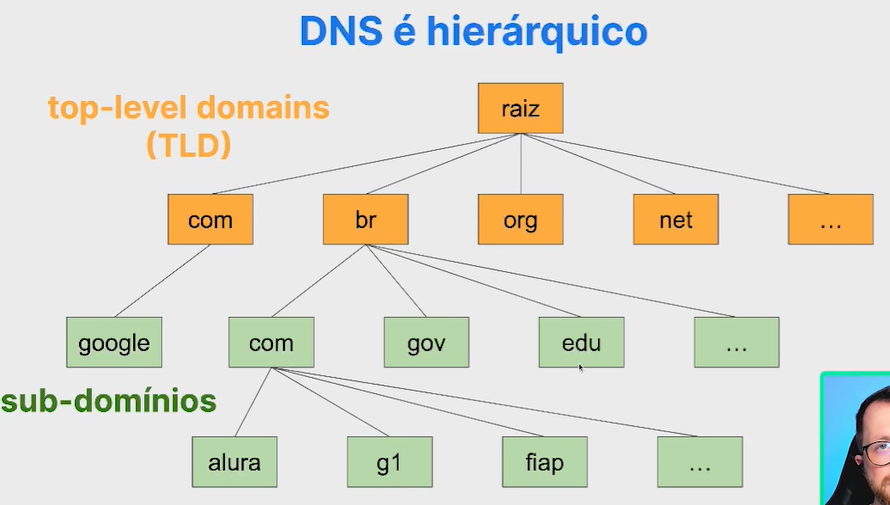 DNS é hierárquico
top-level domains
(TLD)
raiz
com
br
org
net
...
google
com
gov
edu
...
sub-domínios
alura
g1
fiap
...